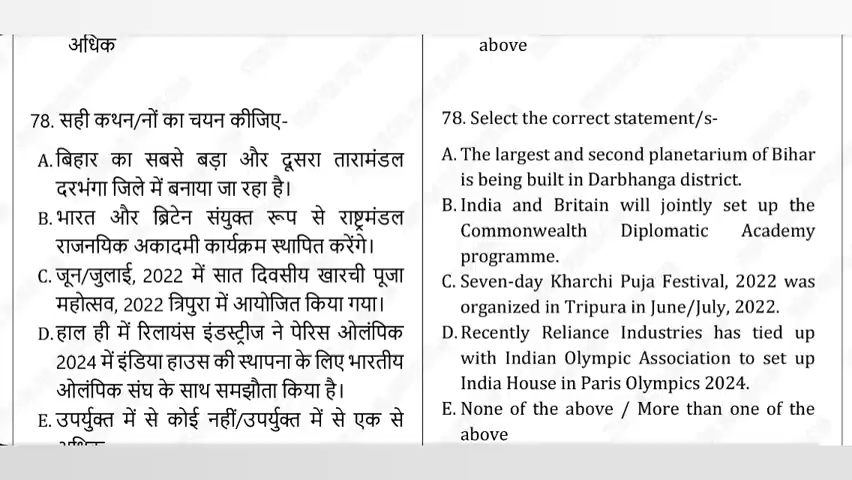 अधिक
78. सही कथन/नों का चयन कीजिए-
A. बिहार का सबसे बड़ा और दूसरा तारामंडल
दरभंगा जिले में बनाया जा रहा है।
B. भारत और ब्रिटेन संयुक्त रूप से राष्ट्रमंडल
राजनयिक अकादमी कार्यक्रम स्थापित करेंगे।
C. जून/जुलाई, 2022 में सात दिवसीय खारची पूजा
महोत्सव, 2022 त्रिपुरा में आयोजित किया गया।
D. हाल ही में रिलायंस इंडस्ट्रीज ने पेरिस ओलंपिक
2024 में इंडिया हाउस की स्थापना के लिए भारतीय
ओलंपिक संघ के साथ समझौता किया है।
E. उपर्युक्त में से कोई नहीं/उपर्युक्त में से एक से
अधिक
above
78. Select the correct statement/s-
A. The largest and second planetarium of Bihar
is being built in Darbhanga district.
B. India and Britain will jointly set up the
Commonwealth Diplomatic Academy
programme.
C. Seven-day Kharchi Puja Festival, 2022 was
organized in Tripura in June/July, 2022.
D. Recently Reliance Industries has tied up
with Indian Olympic Association to set up
India House in Paris Olympics 2024.
E. None of the above / More than one of the
above